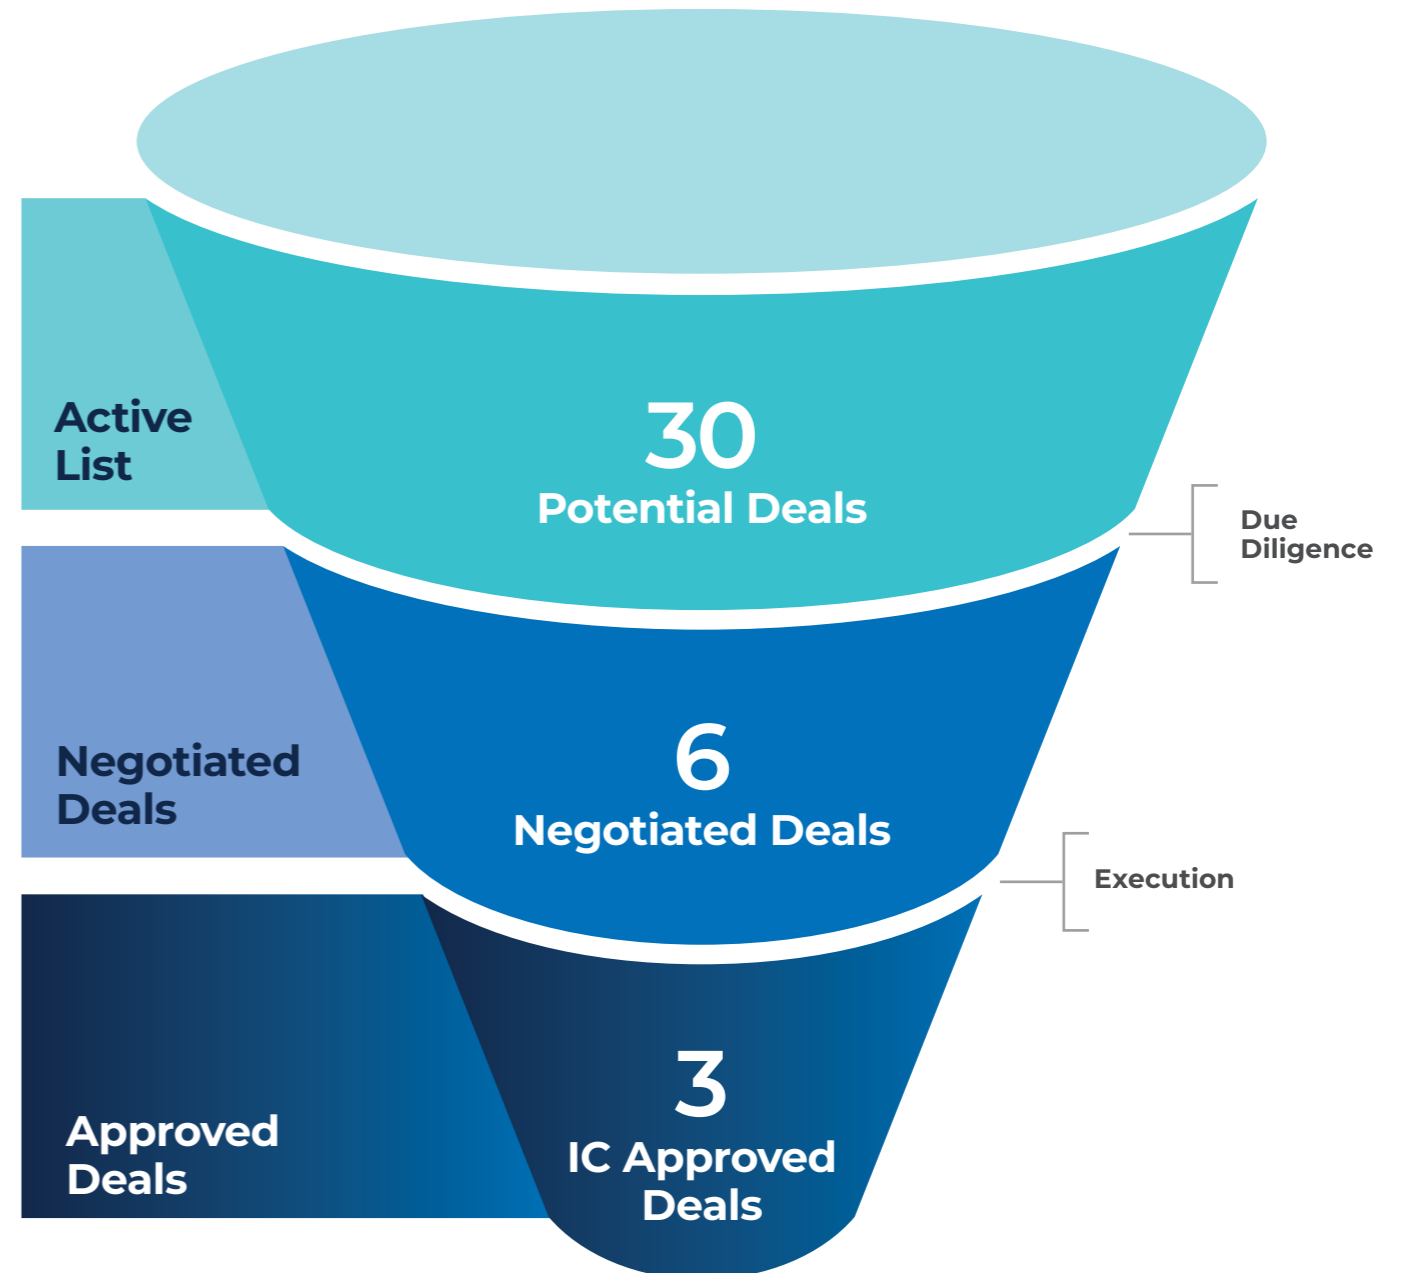 Active
List
30
Potential Deals
Due
Diligence
Negotiated
Deals
6
Negotiated Deals
Execution
Approved
Deals
3
IC Approved
Deals